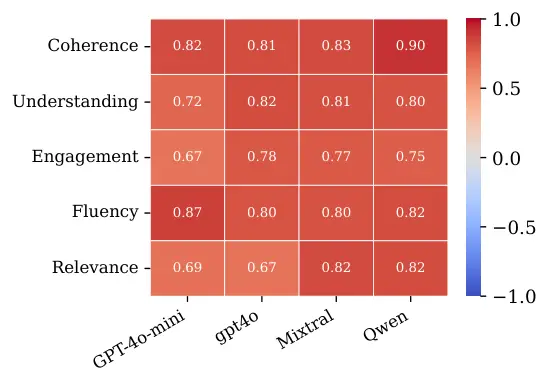 Coherence 0.82 0.81 0.83 0.90
Understanding 0.72 0.82 0.81 0.80
Engagement 0.67 0.78 0.77 0.75
Fluency 0.87 0.80 0.80 0.82
Relevance 0.69 0.67 0.82 0.82
GPT-4o-mini gpt4o Mixtral Qwen
1.0
0.5
0.0
−0.5
−1.0